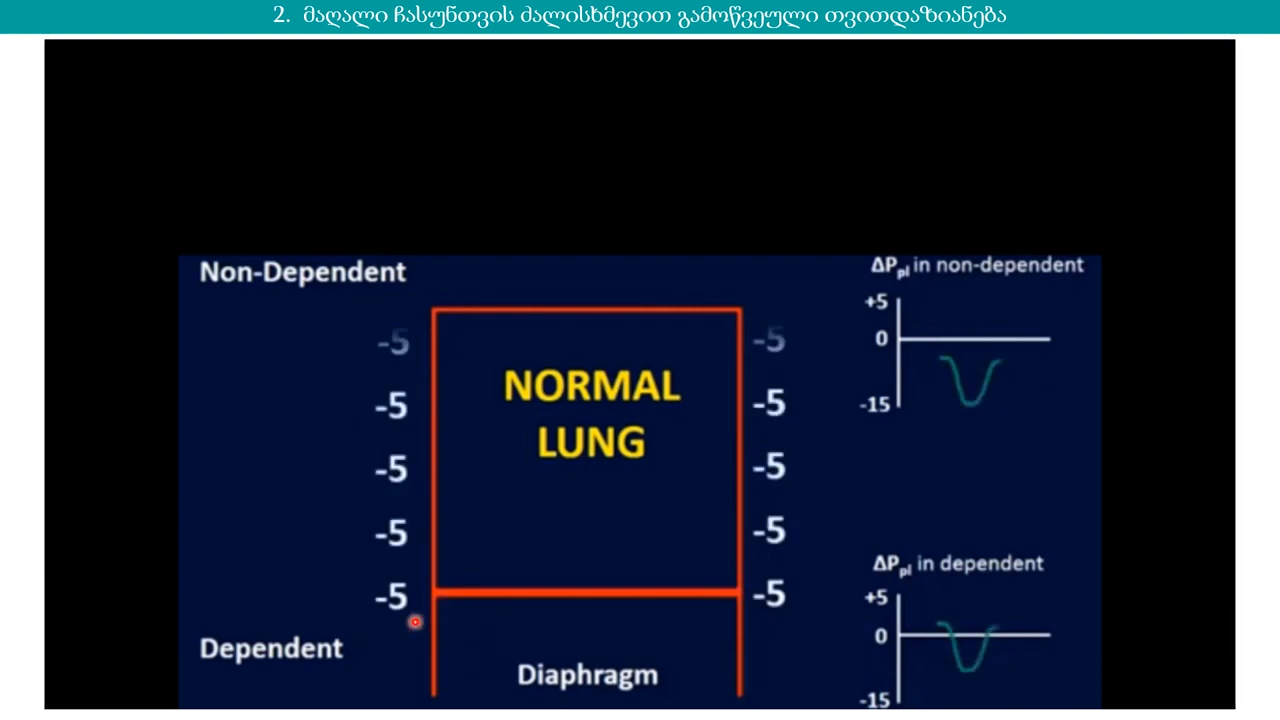 2. მაღალი ჩასუნთვის ძალისხმევით გამოწვეული თვითდაზიანება
Non-Dependent
ΔPpl in non-dependent
+5
0
-15
-5 -5
-5 -5
-5 -5
-5 -5
-5 -5
NORMAL
LUNG
ΔPpl in dependent
+5
0
-15
Dependent
Diaphragm